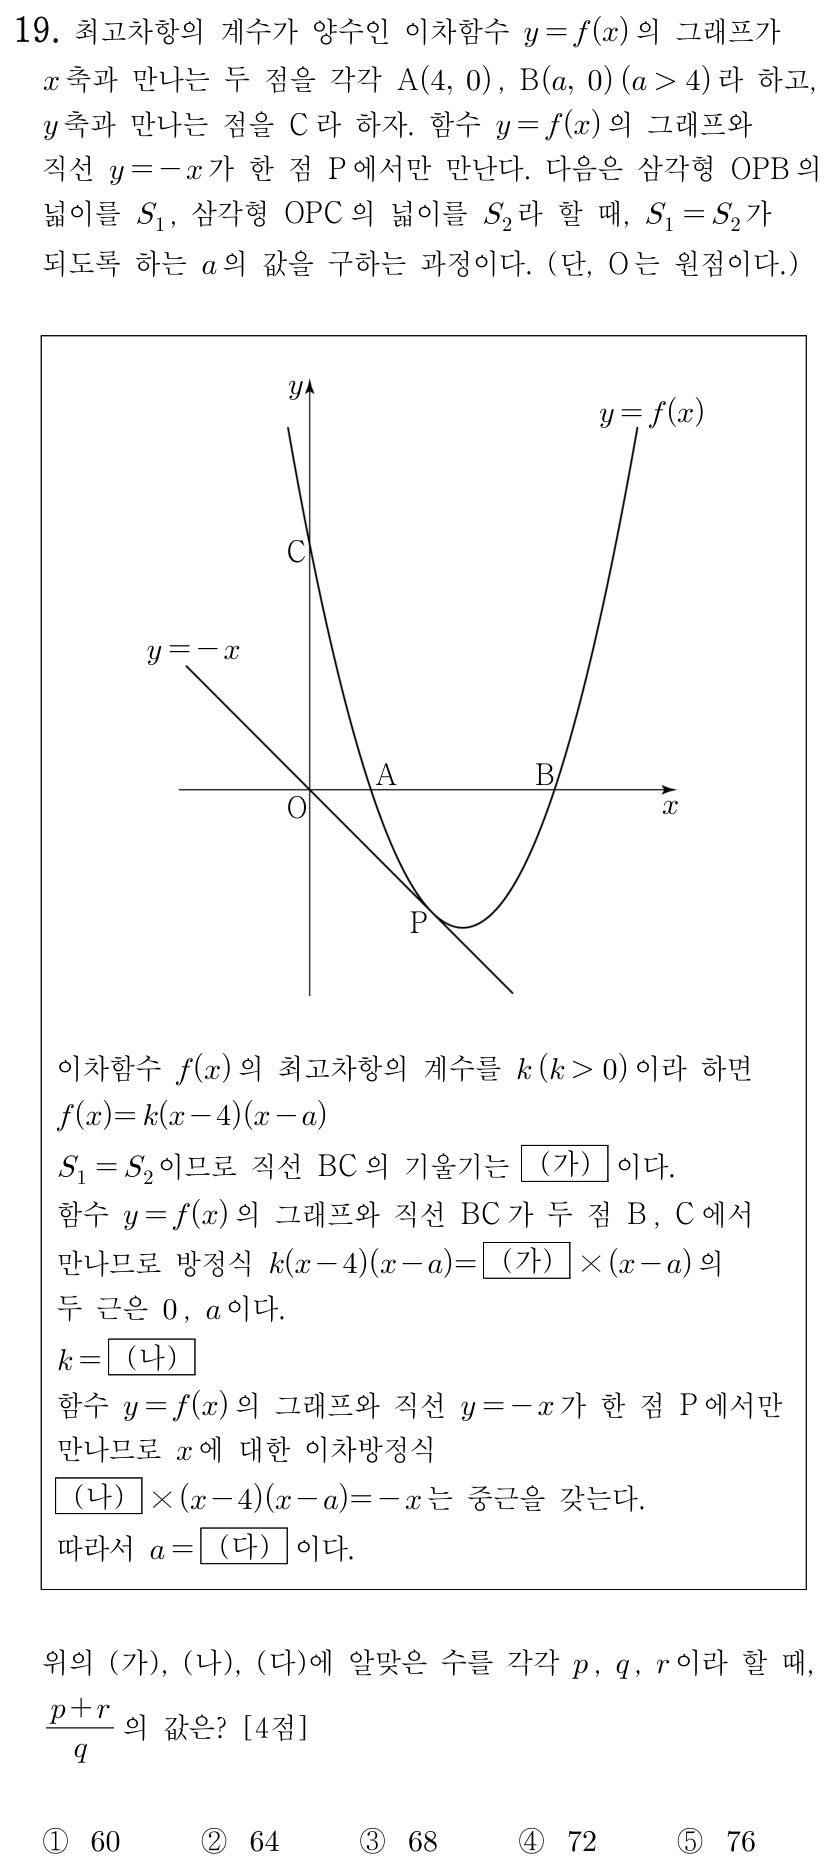 19. 최고차항의 계수가 양수인 이차함수 y=f(x)의 그래프가
x축과 만나는 두 점을 각각 A(4, 0), B(a, 0) (a>4)라 하고,
y축과 만나는 점을 C라 하자. 함수 y=f(x)의 그래프와
직선 y=-x가 한 점 P에서만 만난다. 다음은 삼각형 OPB의
넓이를 S₁, 삼각형 OPC의 넓이를 S₂라 할 때, S₁=S₂가
되도록 하는 a의 값을 구하는 과정이다. (단, O는 원점이다.)
y
y=f(x)
C
y=-x
A
B
O
x
P
이차함수 f(x)의 최고차항의 계수를 k(k>0)이라 하면
f(x)=k(x-4)(x-a)
S₁=S₂이므로 직선 BC의 기울기는 (가) 이다.
함수 y=f(x)의 그래프와 직선 BC가 두 점 B, C에서
만나므로 방정식 k(x-4)(x-a)= (가) ×(x-a)의
두 근은 0, a이다.
k= (나)
함수 y=f(x)의 그래프와 직선 y=-x가 한 점 P에서만
만나므로 x에 대한 이차방정식
(나) ×(x-4)(x-a)=-x는 중근을 갖는다.
따라서 a= (다) 이다.
위의 (가), (나), (다)에 알맞은 수를 각각 p, q, r이라 할 때,
(p+r)/q 의 값은? [4점]
① 60 ② 64 ③ 68 ④ 72 ⑤ 76